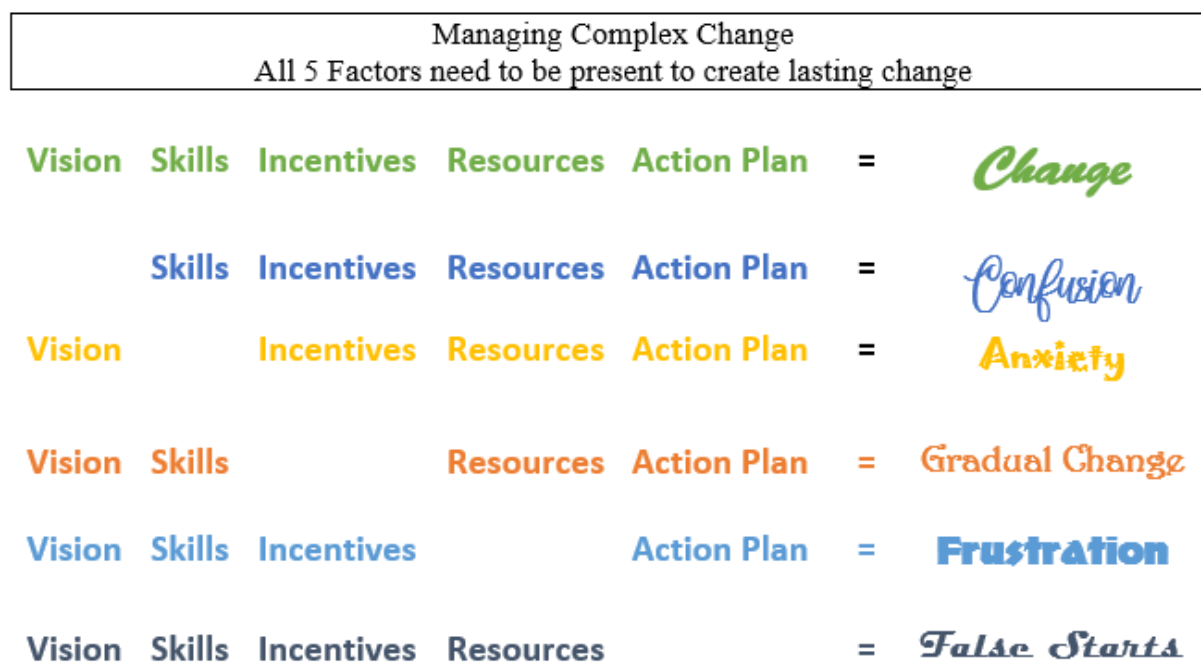 Managing Complex Change
All 5 Factors need to be present to create lasting change
Vision Skills Incentives Resources Action Plan = Change
Skills Incentives Resources Action Plan = Confusion
Vision Incentives Resources Action Plan = Anxiety
Vision Skills Resources Action Plan = Gradual Change
Vision Skills Incentives Action Plan = Frustration
Vision Skills Incentives Resources = False Starts